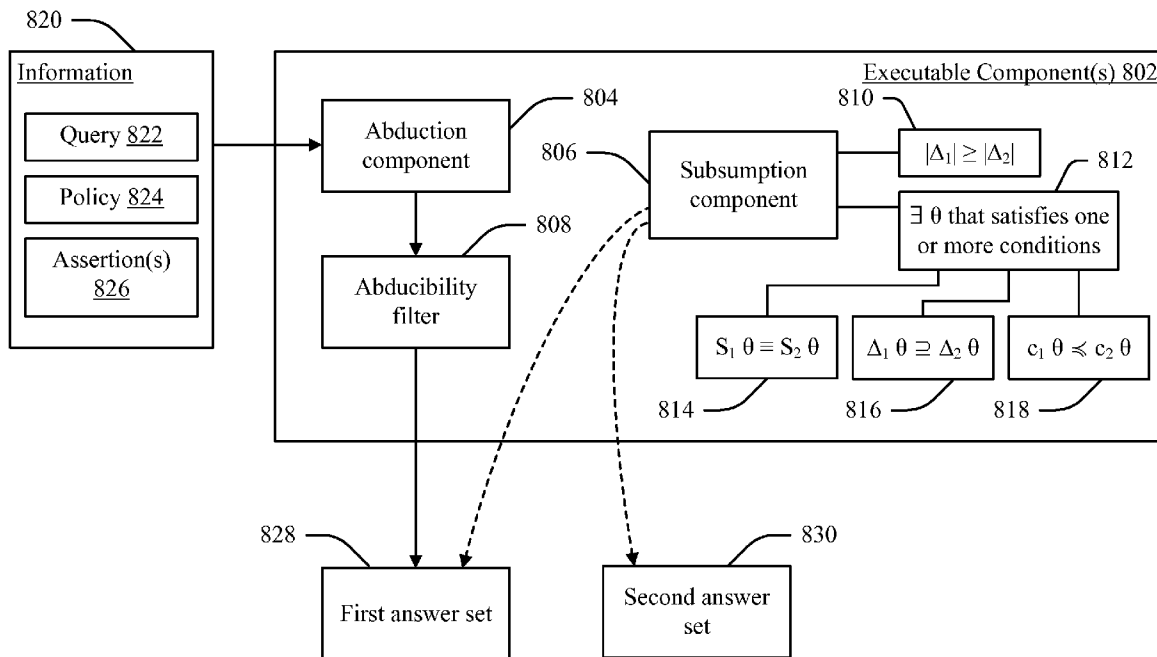 820
Information
Query 822
Policy 824
Assertion(s)
826
Executable Component(s) 802
804
Abduction
component
808
Abducibility
filter
806
Subsumption
component
810
|Δ₁| ≥ |Δ₂|
812
∃ θ that satisfies one
or more conditions
S₁ θ ≡ S₂ θ
814
Δ₁ θ ⊇ Δ₂ θ
816
c₁ θ ≼ c₂ θ
818
828
First answer set
830
Second answer
set